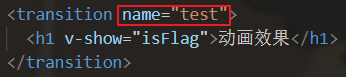 <transition name="test">
<h1 v-show="isFlag">动画效果</h1>
</transition>